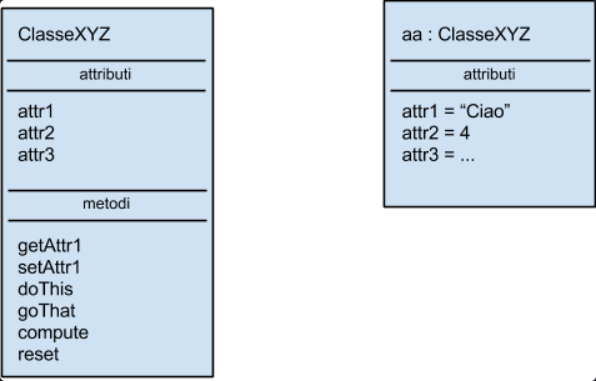 ClasseXYZ
attributi
attr1
attr2
attr3
metodi
getAttr1
setAttr1
doThis
goThat
compute
reset
aa : ClasseXYZ
attributi
attr1 = “Ciao”
attr2 = 4
attr3 = ...